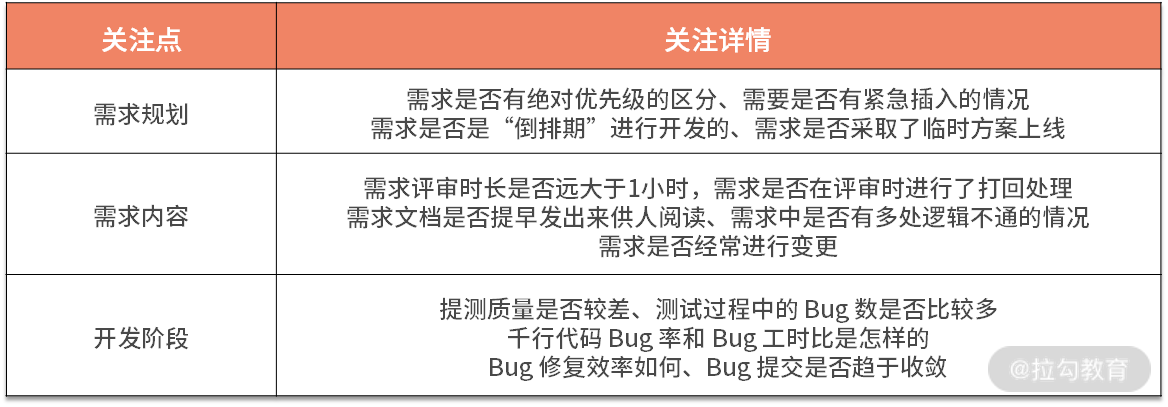 关注点
关注详情
需求规划
需求是否有绝对优先级的区分、需要是否有紧急插入的情况
需求是否是“倒排期”进行开发的、需求是否采取了临时方案上线
需求内容
需求评审时长是否远大于1小时，需求是否在评审时进行了打回处理
需求文档是否提早发出来供人阅读、需求中是否有多处逻辑不通的情况
需求是否经常进行变更
开发阶段
提测质量是否较差、测试过程中的 Bug 数是否比较多
千行代码 Bug 率和 Bug 工时比是怎样的
Bug 修复效率如何、Bug 提交是否趋于收敛
@拉勾教育